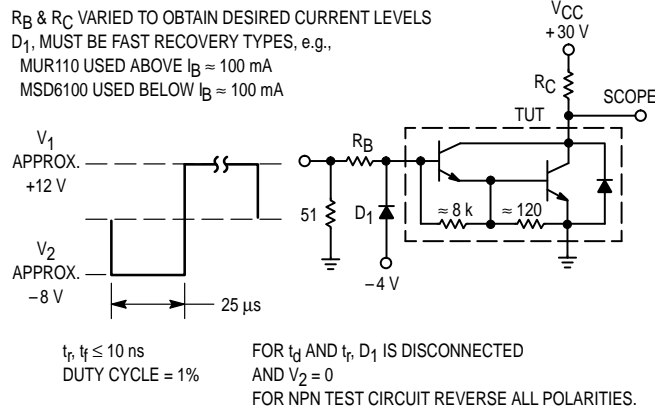 R_B & R_C VARIED TO OBTAIN DESIRED CURRENT LEVELS
D_1, MUST BE FAST RECOVERY TYPES, e.g.,
MUR110 USED ABOVE I_B ≈ 100 mA
MSD6100 USED BELOW I_B ≈ 100 mA
V_CC
+30 V
R_C
SCOPE
TUT
V_1
APPROX.
+12 V
R_B
51
D_1
≈ 8 k
≈ 120
−4 V
V_2
APPROX.
−8 V
25 μs
t_r, t_f ≤ 10 ns
DUTY CYCLE = 1%
FOR t_d AND t_r, D_1 IS DISCONNECTED
AND V_2 = 0
FOR NPN TEST CIRCUIT REVERSE ALL POLARITIES.